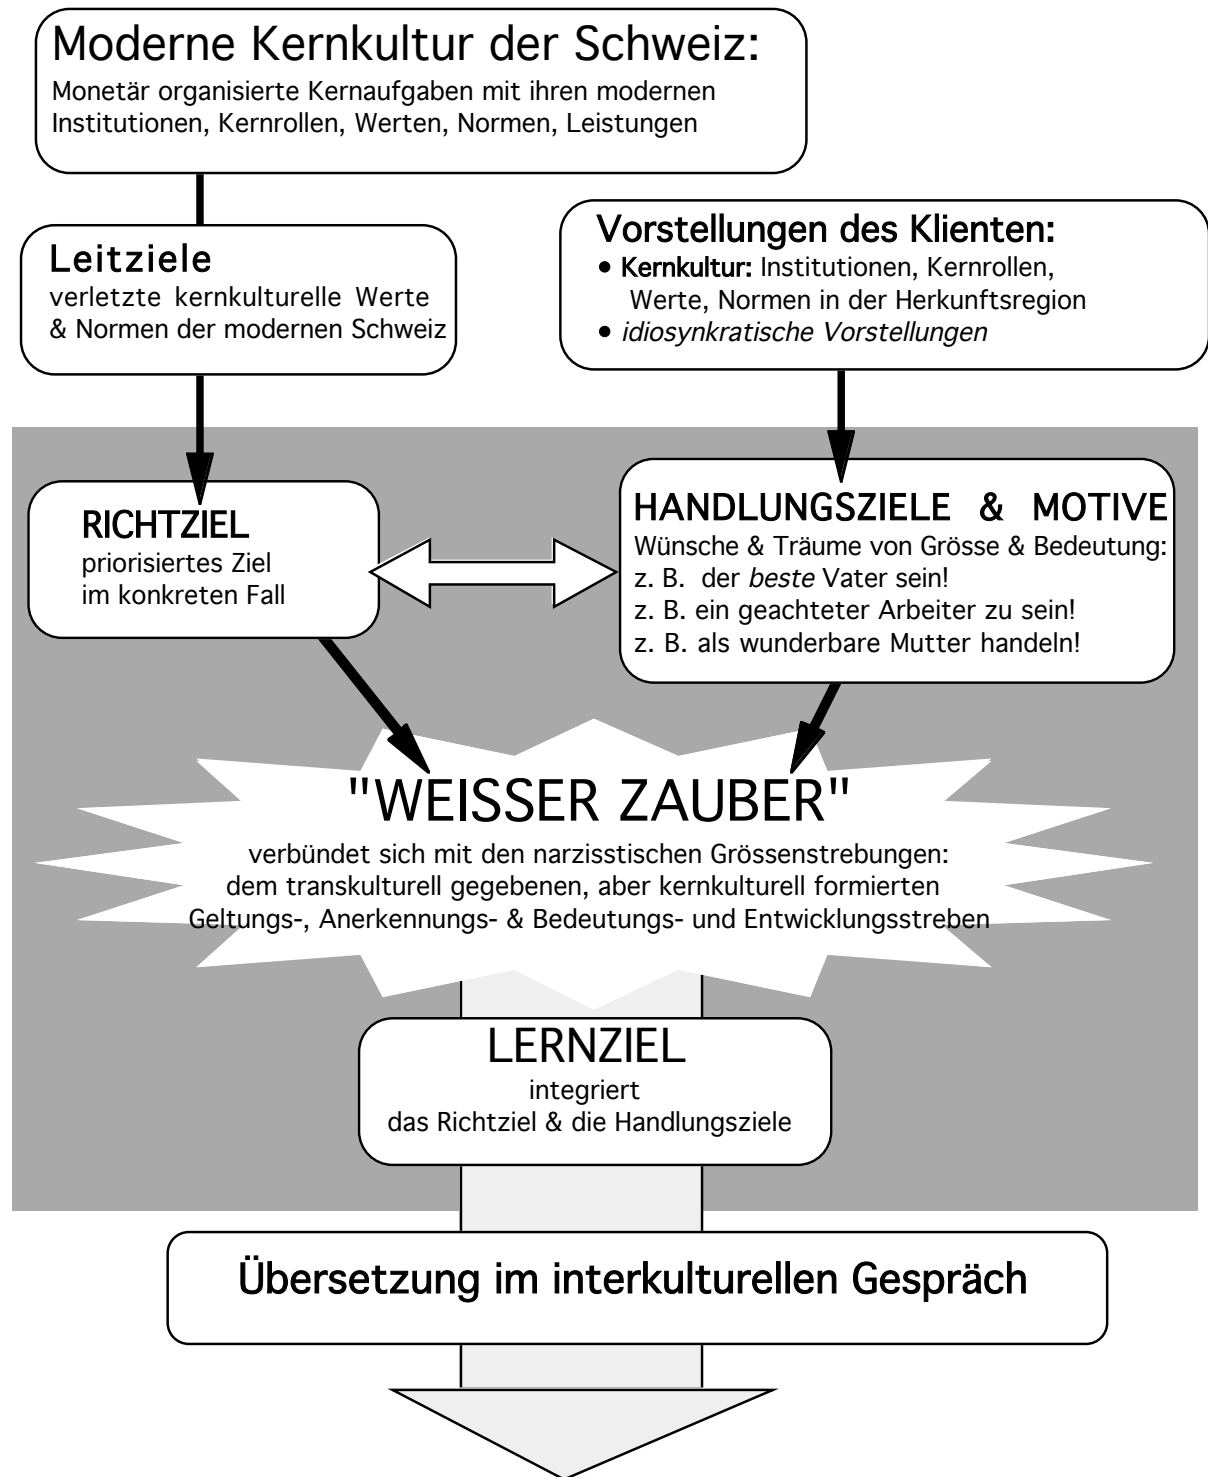 Moderne Kernkultur der Schweiz:
Monetär organisierte Kernaufgaben mit ihren modernen
Institutionen, Kernrollen, Werten, Normen, Leistungen
Leitziele
verletzte kernkulturelle Werte
& Normen der modernen Schweiz
Vorstellungen des Klienten:
• Kernkultur: Institutionen, Kernrollen,
Werte, Normen in der Herkunftsregion
• idiosynkratische Vorstellungen
RICHTZIEL
priorisiertes Ziel
im konkreten Fall
HANDLUNGSZIELE & MOTIVE
Wünsche & Träume von Grösse & Bedeutung:
z. B. der beste Vater sein!
z. B. ein geachteter Arbeiter zu sein!
z. B. als wunderbare Mutter handeln!
"WEISSER ZAUBER"
verbündet sich mit den narzisstischen Grössenstrebungen:
dem transkulturell gegebenen, aber kernkulturell formierten
Geltungs-, Anerkennungs- & Bedeutungs- und Entwicklungsstreben
LERNZIEL
integriert
das Richtziel & die Handlungsziele
Übersetzung im interkulturellen Gespräch